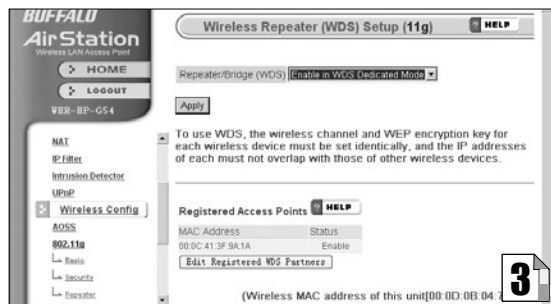 BUFFALO
AirStation
Wireless LAN Access Point
HOME
LOGOUT
WHR-HP-G54
NAT
IP Filter
Intrusion Detector
UPnP
Wireless Config
AOSS
802.11g
Basic
Security
Repeater
Wireless Repeater (WDS) Setup (11g)
? HELP
Repeater/Bridge (WDS) Enable in WDS Dedicated Mode
Apply
To use WDS, the wireless channel and WEP encryption key for
each wireless device must be set identically, and the IP addresses
of each must not overlap with those of other wireless devices.
Registered Access Points ? HELP
MAC Address Status
00:0C:41:3F:9A:1A Enable
Edit Registered WDS Partners
(Wireless MAC address of this unit[00:0D:0B:04:
3